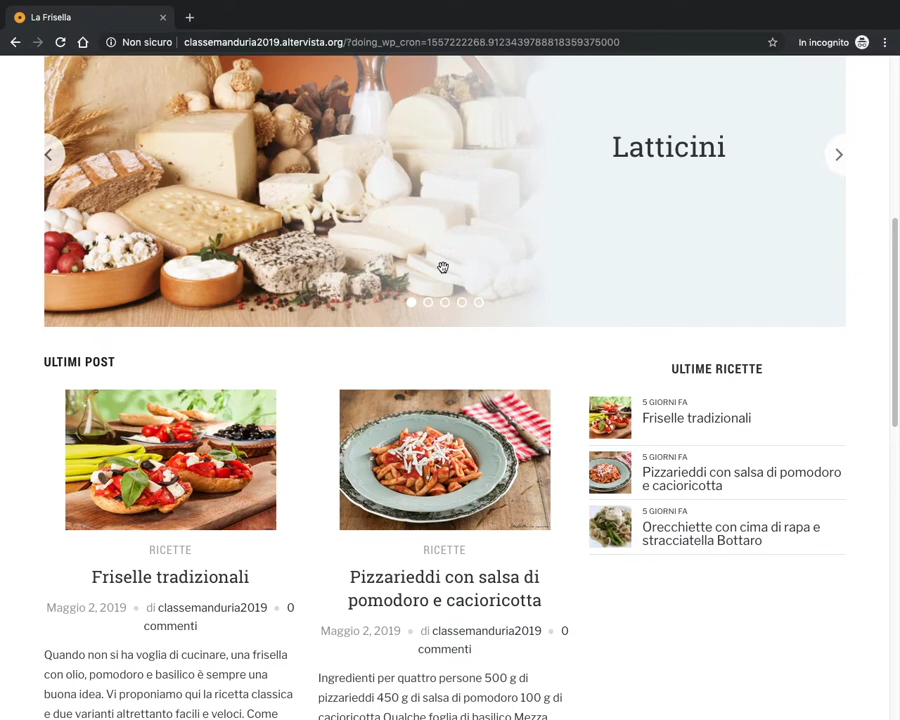 La Frisella
Non sicuro
classemanduria2019.altervista.org/?doing_wp_cron=1557222268.9123439788818359375000
In incognito
Latticini
ULTIMI POST
RICETTE
Friselle tradizionali
Maggio 2, 2019 • di classemanduria2019 • 0
commenti
Quando non si ha voglia di cucinare, una frisella
con olio, pomodoro e basilico è sempre una
buona idea. Vi proponiamo qui la ricetta classica
e due varianti altrettanto facili e veloci. Come
RICETTE
Pizzarieddi con salsa di
pomodoro e cacioricotta
Maggio 2, 2019 • di classemanduria2019 • 0
commenti
Ingredienti per quattro persone 500 g di
pizzarieddi 450 g di salsa di pomodoro 100 g di
cacioricotta Qualche foglia di basilico Mezza
ULTIME RICETTE
5 GIORNI FA
Friselle tradizionali
5 GIORNI FA
Pizzarieddi con salsa di pomodoro
e cacioricotta
5 GIORNI FA
Orecchiette con cima di rapa e
stracciatella Bottaro